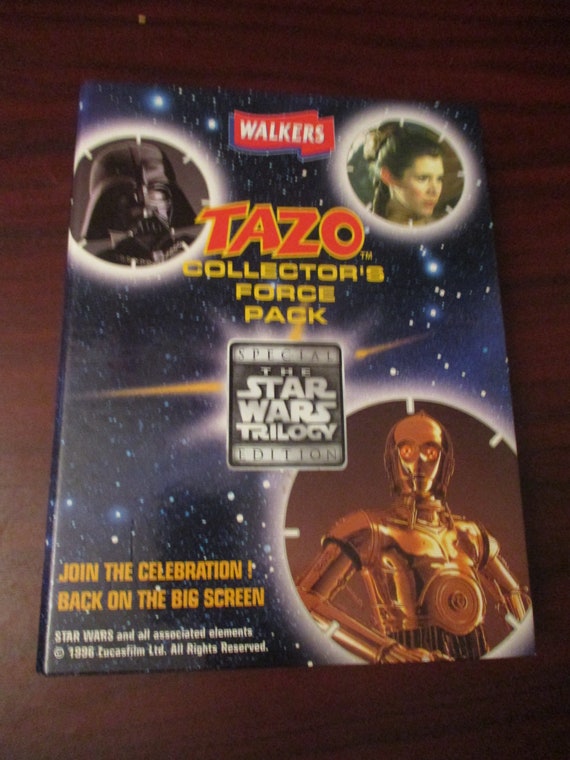 WALKERS
TAZO™
COLLECTOR'S
FORCE
PACK
SPECIAL
THE
STAR
WARS
TRILOGY
EDITION
JOIN THE CELEBRATION !
BACK ON THE BIG SCREEN
STAR WARS and all associated elements
© 1996 Lucasfilm Ltd. All Rights Reserved.